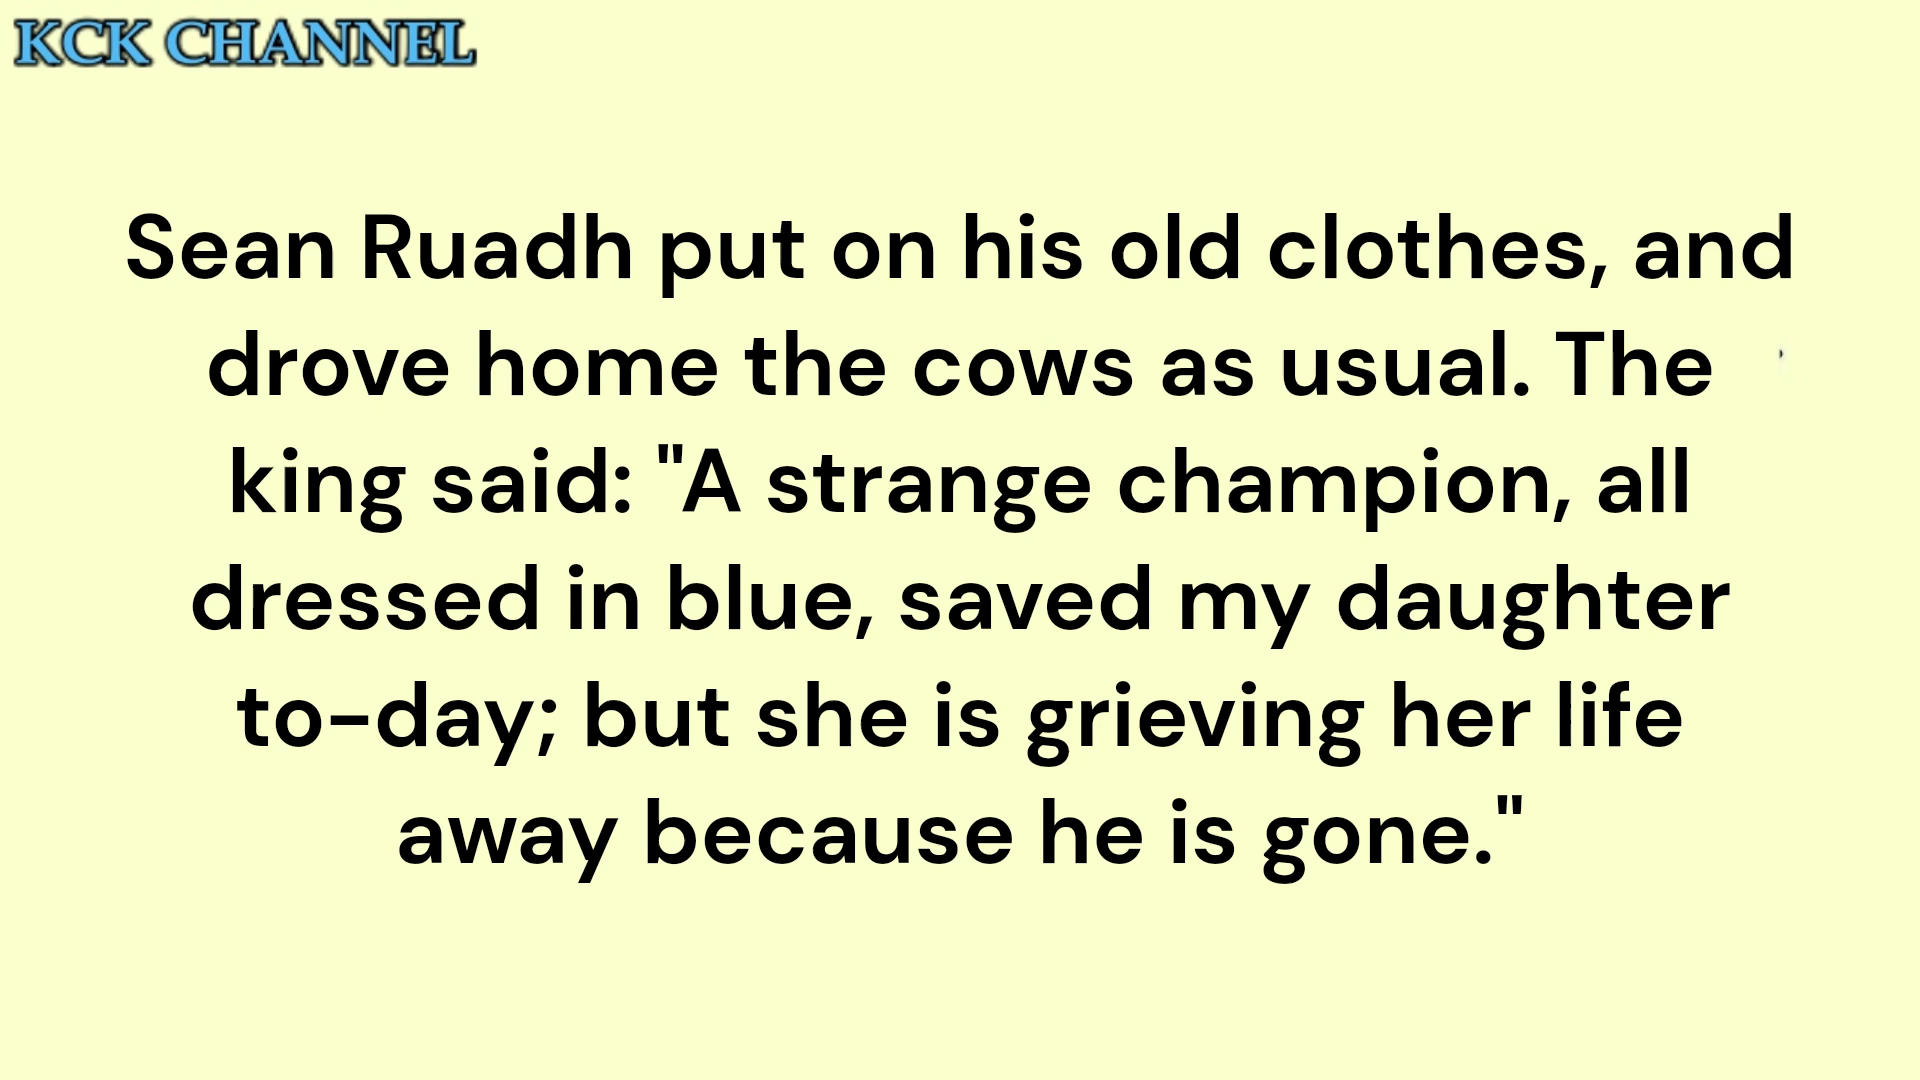 KCK CHANNEL
Sean Ruadh put on his old clothes, and
drove home the cows as usual. The
king said: "A strange champion, all
dressed in blue, saved my daughter
to-day; but she is grieving her life
away because he is gone."